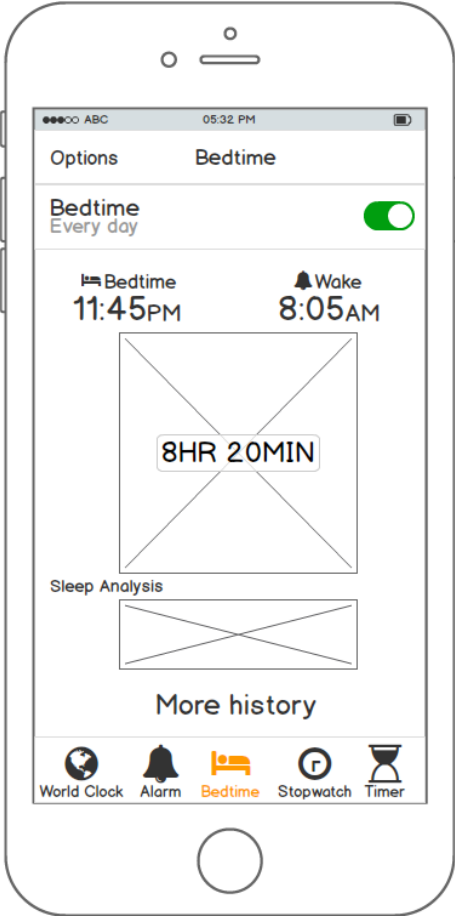 ABC 05:32 PM
Options Bedtime
Bedtime
Every day
Bedtime Wake
11:45PM 8:05AM
8HR 20MIN
Sleep Analysis
More history
r
World Clock Alarm Bedtime Stopwatch Timer